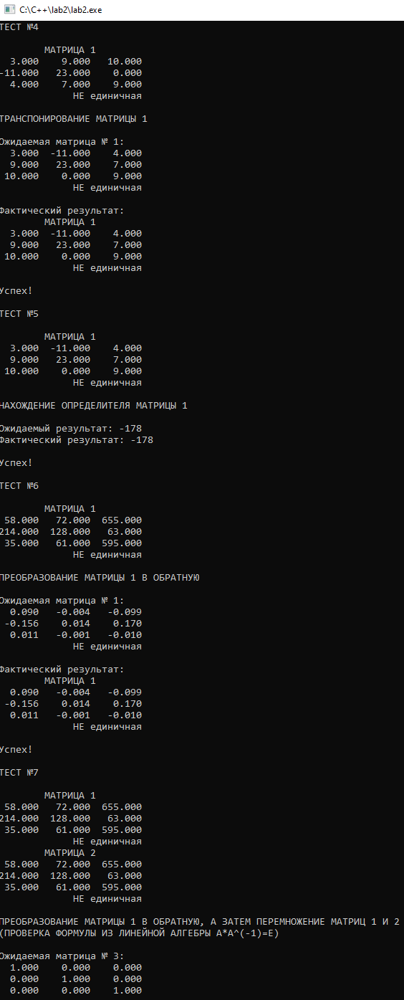 C:\C++\lab2\lab2.exe
ТЕСТ №4
МАТРИЦА 1
3.000 9.000 10.000
-11.000 23.000 0.000
4.000 7.000 9.000
НЕ единичная
ТРАНСПОНИРОВАНИЕ МАТРИЦЫ 1
Ожидаемая матрица № 1:
3.000 -11.000 4.000
9.000 23.000 7.000
10.000 0.000 9.000
НЕ единичная
Фактический результат:
МАТРИЦА 1
3.000 -11.000 4.000
9.000 23.000 7.000
10.000 0.000 9.000
НЕ единичная
Успех!
ТЕСТ №5
МАТРИЦА 1
3.000 -11.000 4.000
9.000 23.000 7.000
10.000 0.000 9.000
НЕ единичная
НАХОЖДЕНИЕ ОПРЕДЕЛИТЕЛЯ МАТРИЦЫ 1
Ожидаемый результат: -178
Фактический результат: -178
Успех!
ТЕСТ №6
МАТРИЦА 1
58.000 72.000 655.000
214.000 128.000 63.000
35.000 61.000 595.000
НЕ единичная
ПРЕОБРАЗОВАНИЕ МАТРИЦЫ 1 В ОБРАТНУЮ
Ожидаемая матрица № 1:
0.090 -0.004 -0.099
-0.156 0.014 0.170
0.011 -0.001 -0.010
НЕ единичная
Фактический результат:
МАТРИЦА 1
0.090 -0.004 -0.099
-0.156 0.014 0.170
0.011 -0.001 -0.010
НЕ единичная
Успех!
ТЕСТ №7
МАТРИЦА 1
58.000 72.000 655.000
214.000 128.000 63.000
35.000 61.000 595.000
НЕ единичная
МАТРИЦА 2
58.000 72.000 655.000
214.000 128.000 63.000
35.000 61.000 595.000
НЕ единичная
ПРЕОБРАЗОВАНИЕ МАТРИЦЫ 1 В ОБРАТНУЮ, А ЗАТЕМ ПЕРЕМНОЖЕНИЕ МАТРИЦ 1 И 2
(ПРОВЕРКА ФОРМУЛЫ ИЗ ЛИНЕЙНОЙ АЛГЕБРЫ A*A^(-1)=E)
Ожидаемая матрица № 3:
1.000 0.000 0.000
0.000 1.000 0.000
0.000 0.000 1.000